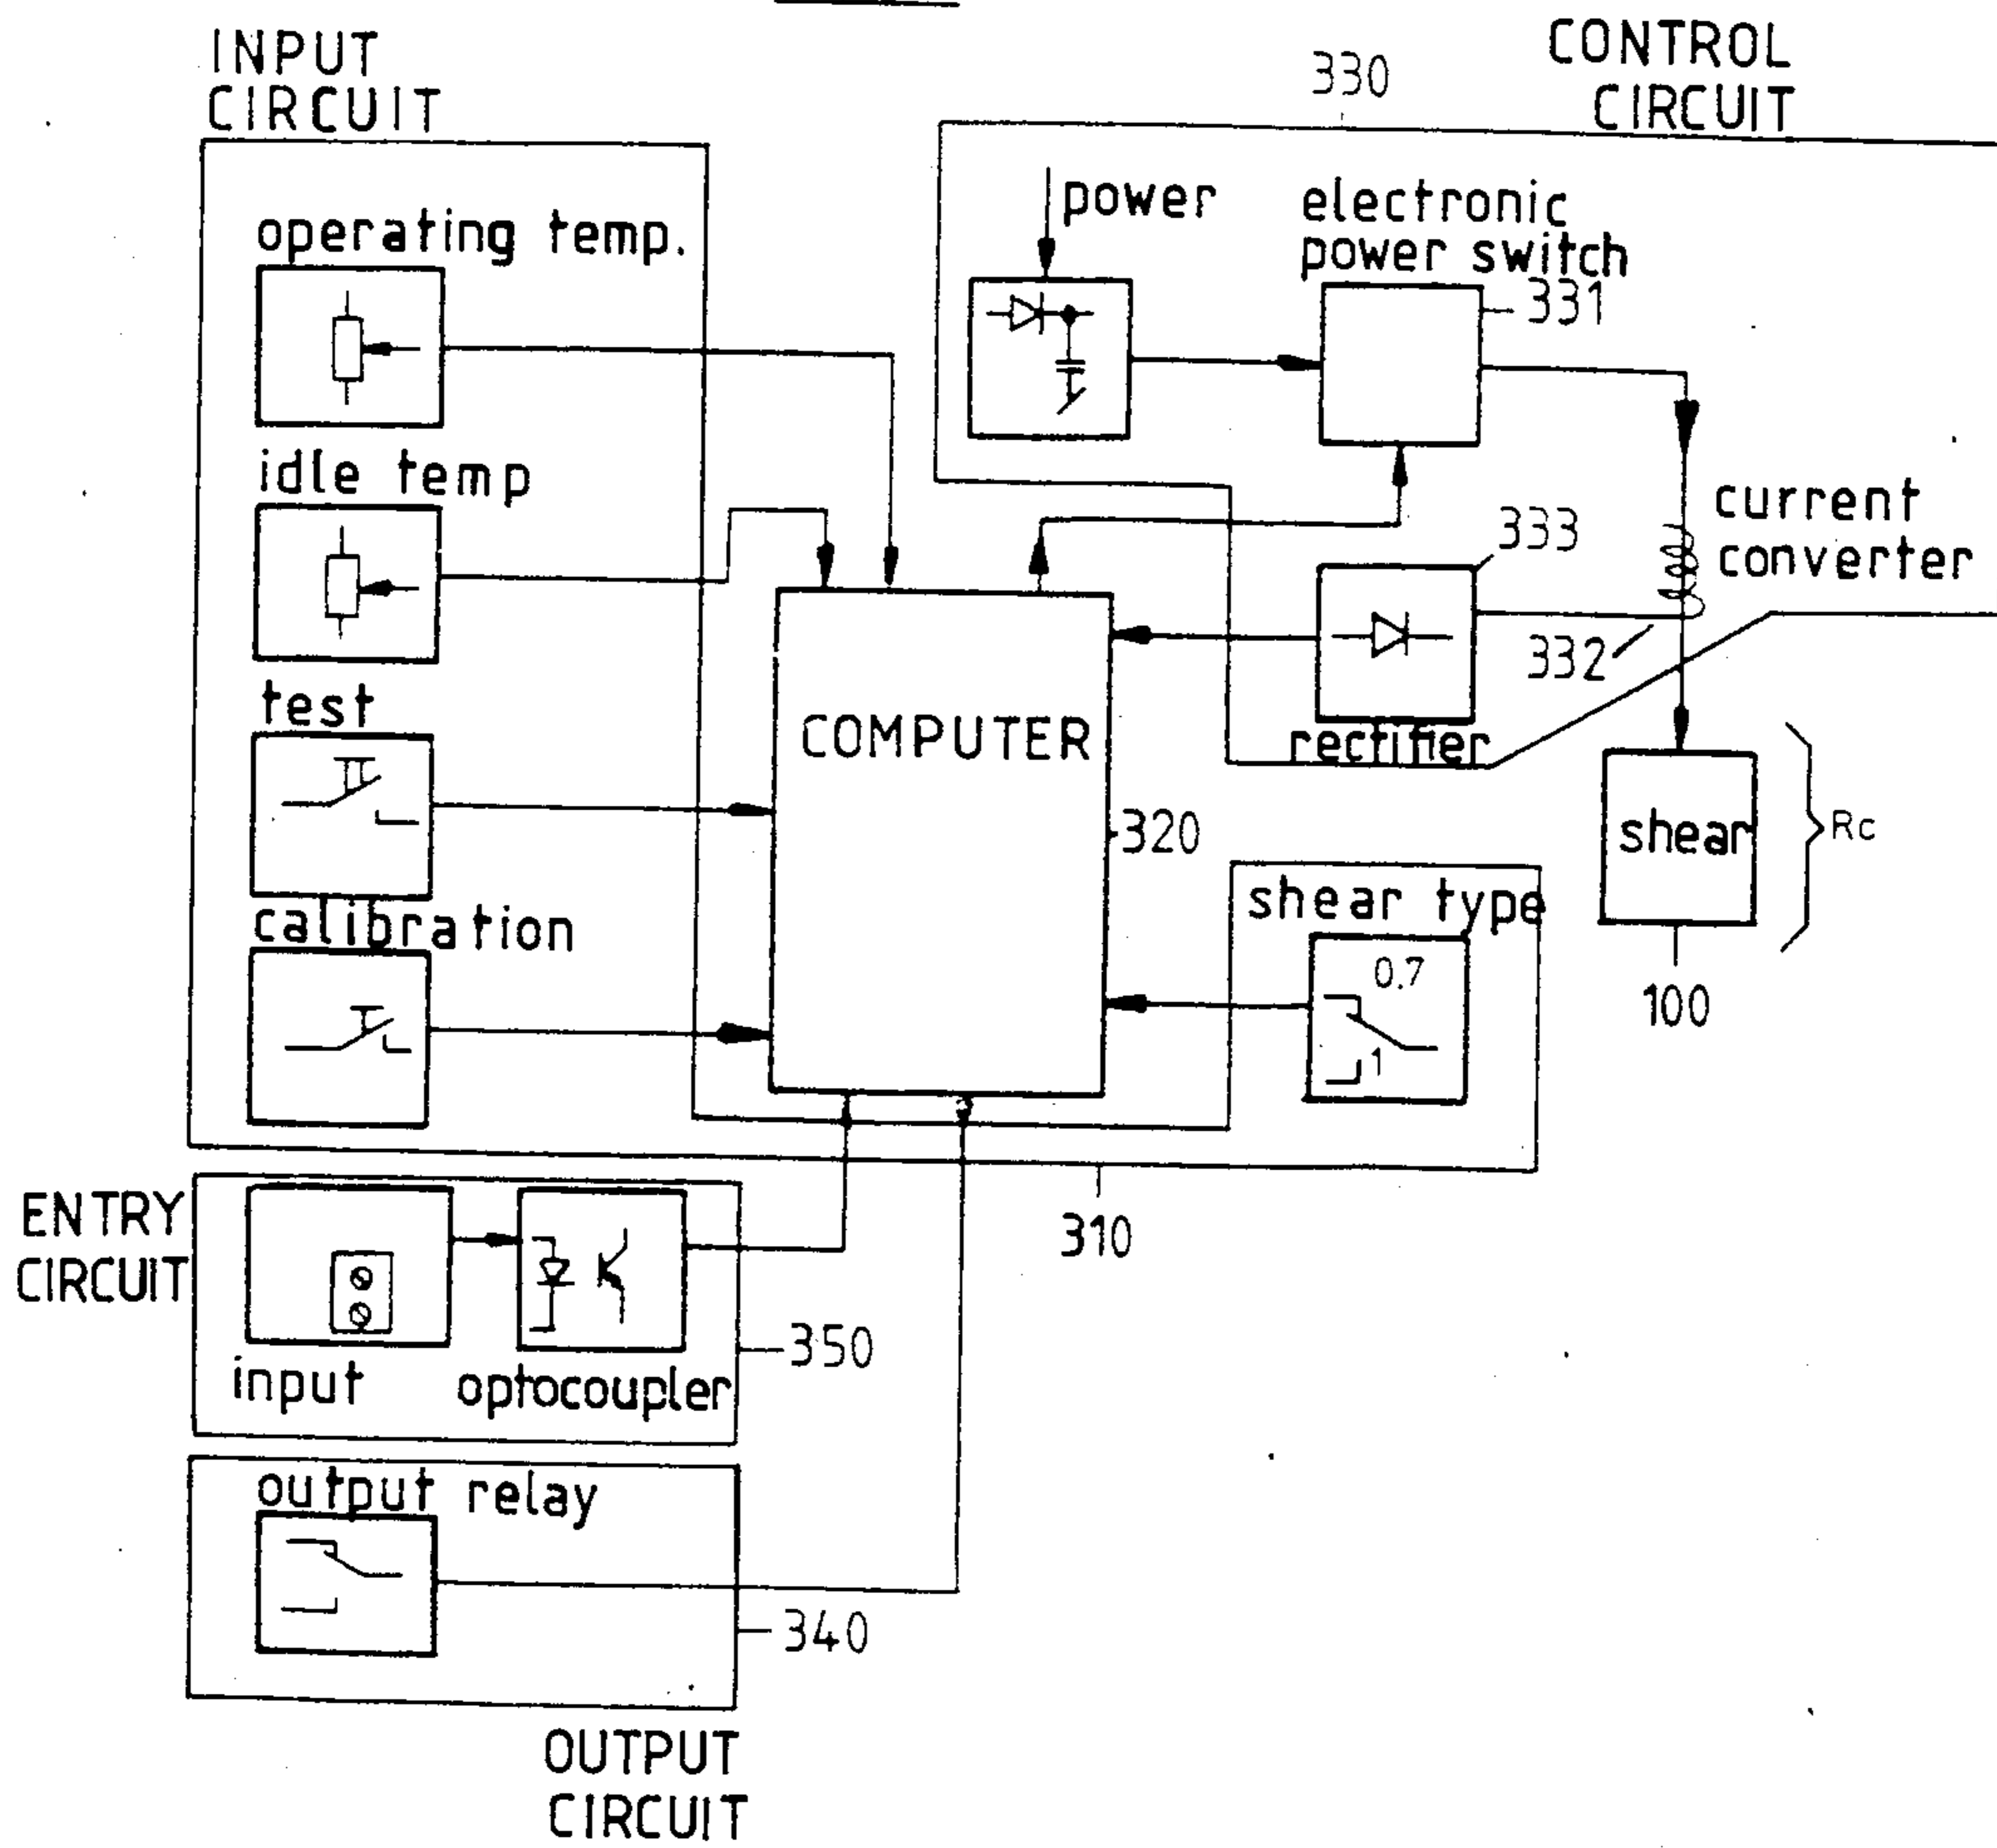 INPUT
CIRCUIT
330
CONTROL
CIRCUIT
operating temp.
power
electronic
power switch
331
idle temp
current
converter
333
332
test
COMPUTER
rectifier
320
shear
Rc
100
calibration
shear type
0.7
1
310
ENTRY
CIRCUIT
input
optocoupler
350
output relay
340
OUTPUT
CIRCUIT